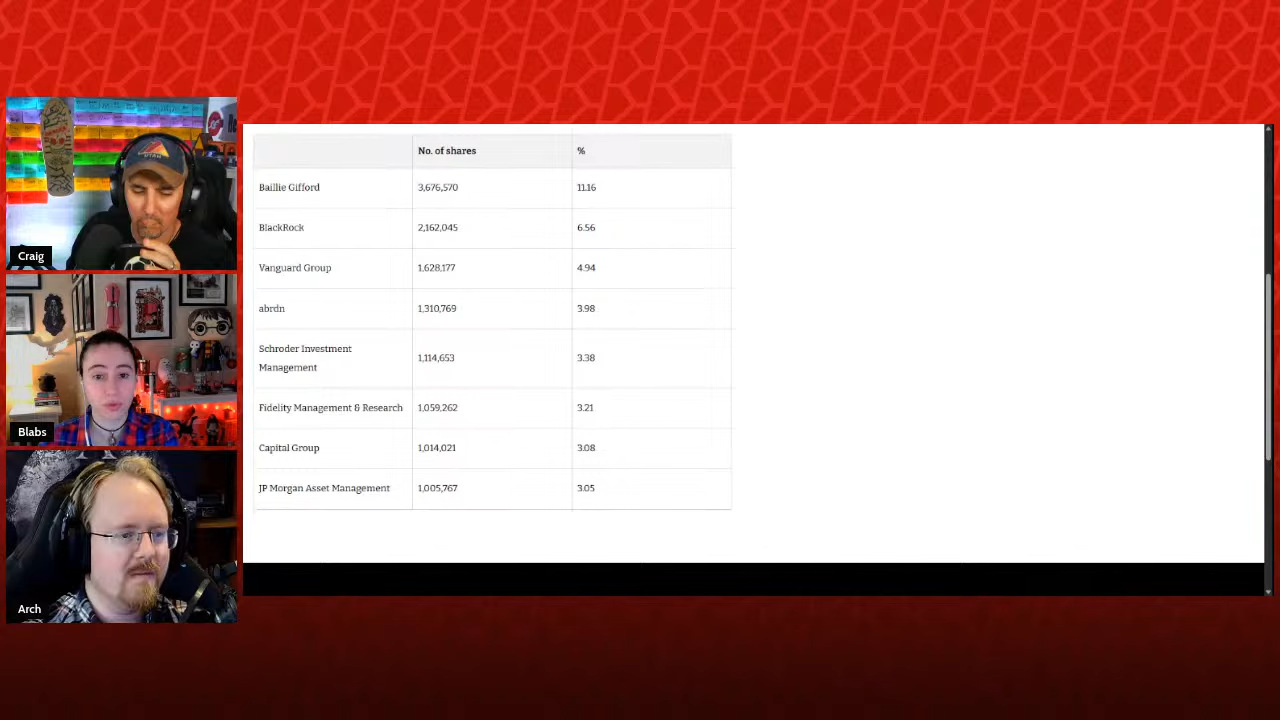 No. of shares
%
Baillie Gifford
3,676,570
11.16
BlackRock
2,162,045
6.56
Vanguard Group
1,628,177
4.94
abrdn
1,310,769
3.98
Schroder Investment
Management
1,114,653
3.38
Fidelity Management & Research
1,059,262
3.21
Capital Group
1,014,021
3.08
JP Morgan Asset Management
1,005,767
3.05
Craig
Blabs
Arch